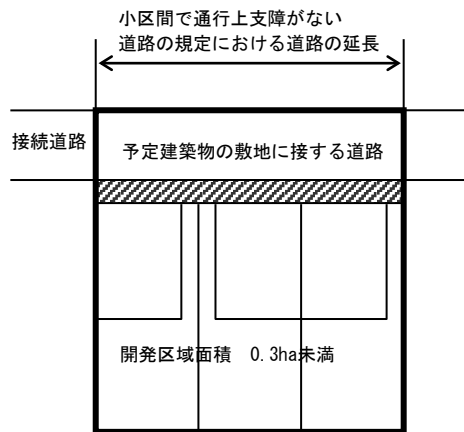 小区間で通行上支障がない
道路の規定における道路の延長
接続道路
予定建築物の敷地に接する道路
開発区域面積　0.3ha未満